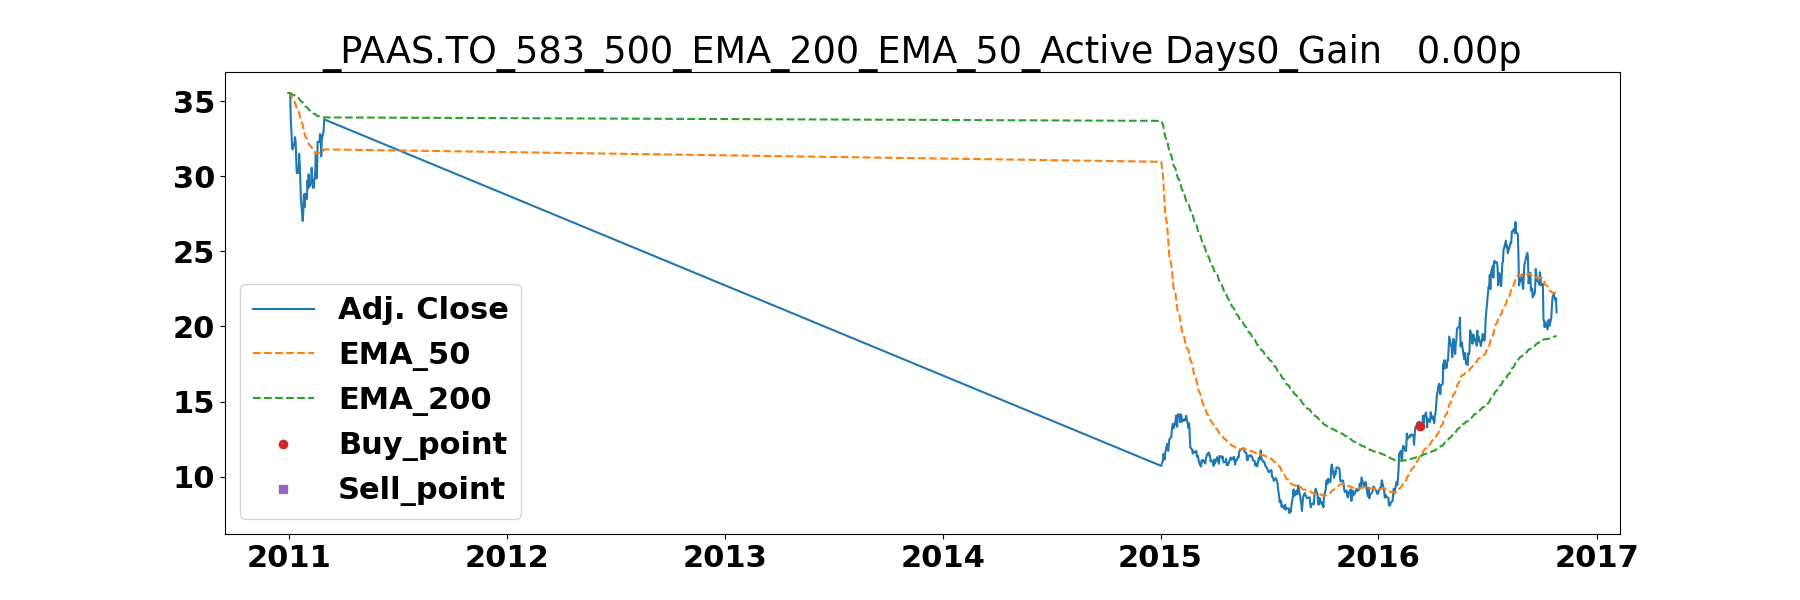 _PAAS.TO_583_500_EMA_200_EMA_50_Active Days0_Gain   0.00p
35
30
25
20
15
10
Adj. Close
EMA_50
EMA_200
Buy_point
Sell_point
2011 2012 2013 2014 2015 2016 2017